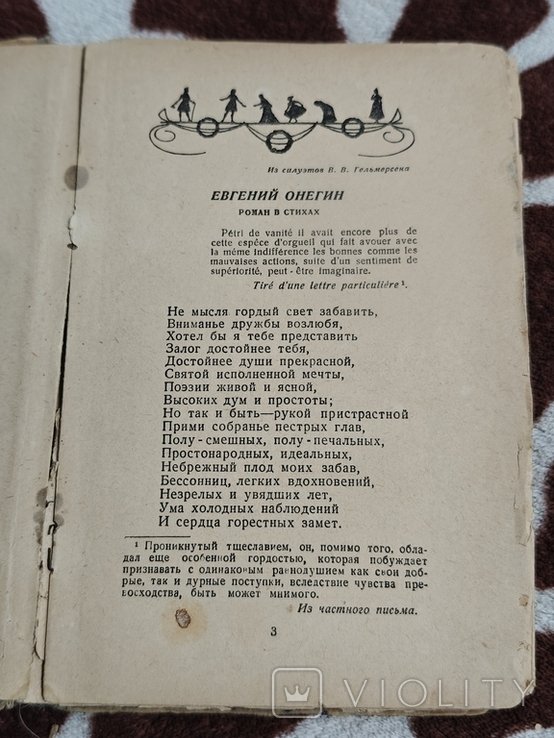 Из силуэтов В. В. Гельмерсена
ЕВГЕНИЙ ОНЕГИН
РОМАН В СТИХАХ
Pétri de vanité il avait encore plus de
cette espèce d'orgueil qui fait avouer avec
la même indifférence les bonnes comme les
mauvaises actions, suite d'un sentiment de
supériorité, peut-être imaginaire.
Tiré d'une lettre particulière¹.
Не мысля гордый свет забавить,
Вниманье дружбы возлюбя,
Хотел бы я тебе представить
Залог достойнее тебя,
Достойнее души прекрасной,
Святой исполненной мечты,
Поэзии живой и ясной,
Высоких дум и простоты;
Но так и быть—рукой пристрастной
Прими собранье пестрых глав,
Полу-смешных, полу-печальных,
Простонародных, идеальных,
Небрежный плод моих забав,
Бессонниц, легких вдохновений,
Незрелых и увядших лет,
Ума холодных наблюдений
И сердца горестных замет.
¹ Проникнутый тщеславием, он, помимо того, обла-
дал еще особенной гордостью, которая побуждает
признавать с одинаковым равнодушием как свои доб-
рые, так и дурные поступки, вследствие чувства пре-
восходства, быть может мнимого.
Из частного письма.
3
VIOLITY